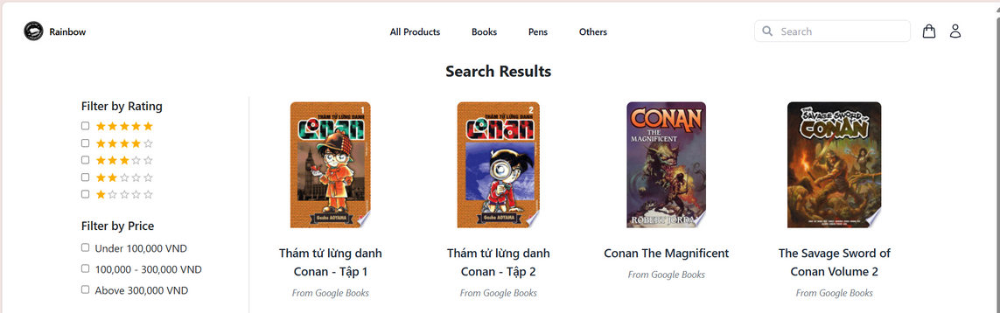 Rainbow
All Products
Books
Pens
Others
Search
Search Results
Filter by Rating
Filter by Price
Under 100,000 VND
100,000 - 300,000 VND
Above 300,000 VND
1
THÁM TỬ LỪNG DANH
Conan
Gosho AOYAMA
Thám tử lừng danh
Conan - Tập 1
From Google Books
2
THÁM TỬ LỪNG DANH
Conan
Gosho AOYAMA
Thám tử lừng danh
Conan - Tập 2
From Google Books
CONAN
THE
MAGNIFICENT
ROBERT JORDAN
Conan The Magnificent
From Google Books
THE
SAVAGE SWORD
OF
CONAN
The Savage Sword of
Conan Volume 2
From Google Books